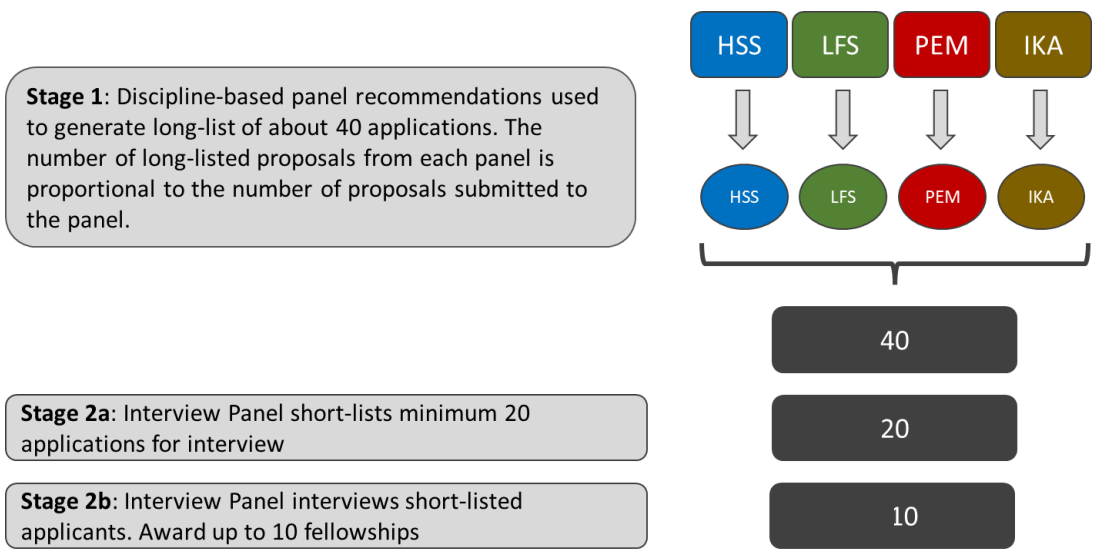 HSS LFS PEM IKA
Stage 1: Discipline-based panel recommendations used
to generate long-list of about 40 applications. The
number of long-listed proposals from each panel is
proportional to the number of proposals submitted to
the panel.
HSS LFS PEM IKA
40
Stage 2a: Interview Panel short-lists minimum 20
applications for interview
20
Stage 2b: Interview Panel interviews short-listed
applicants. Award up to 10 fellowships
10